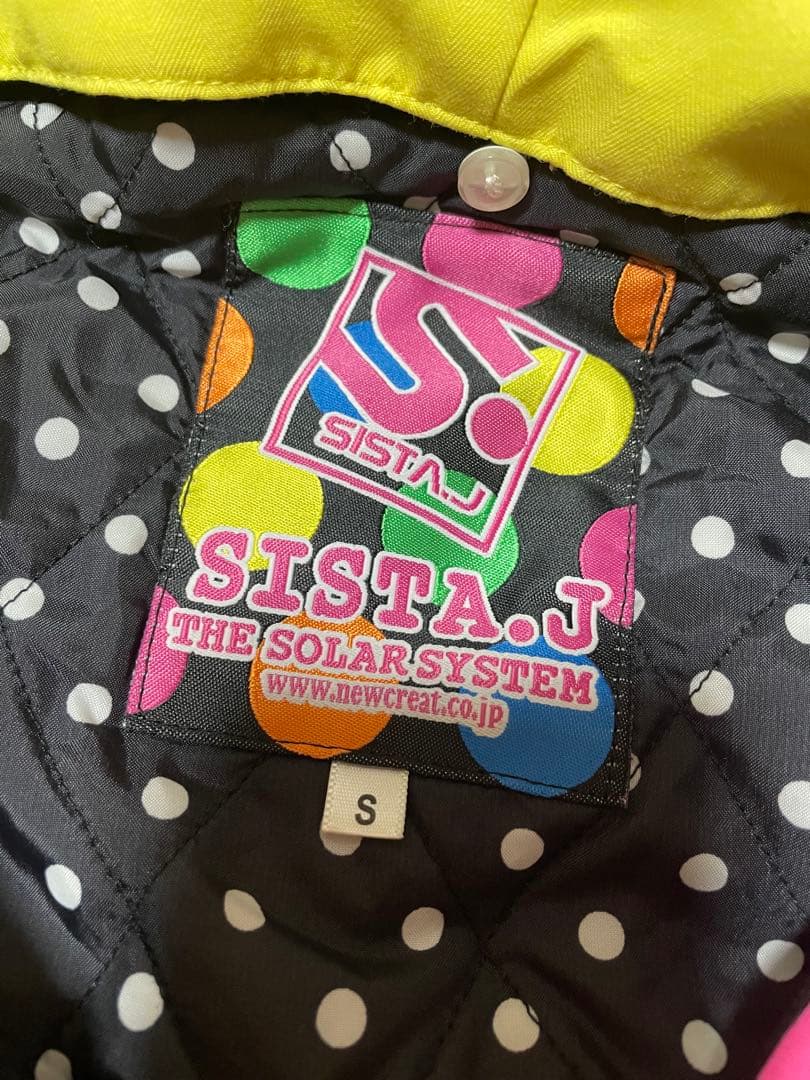 S.
SISTA.J
SISTA.J
THE SOLAR SYSTEM
www.newcreat.co.jp
S